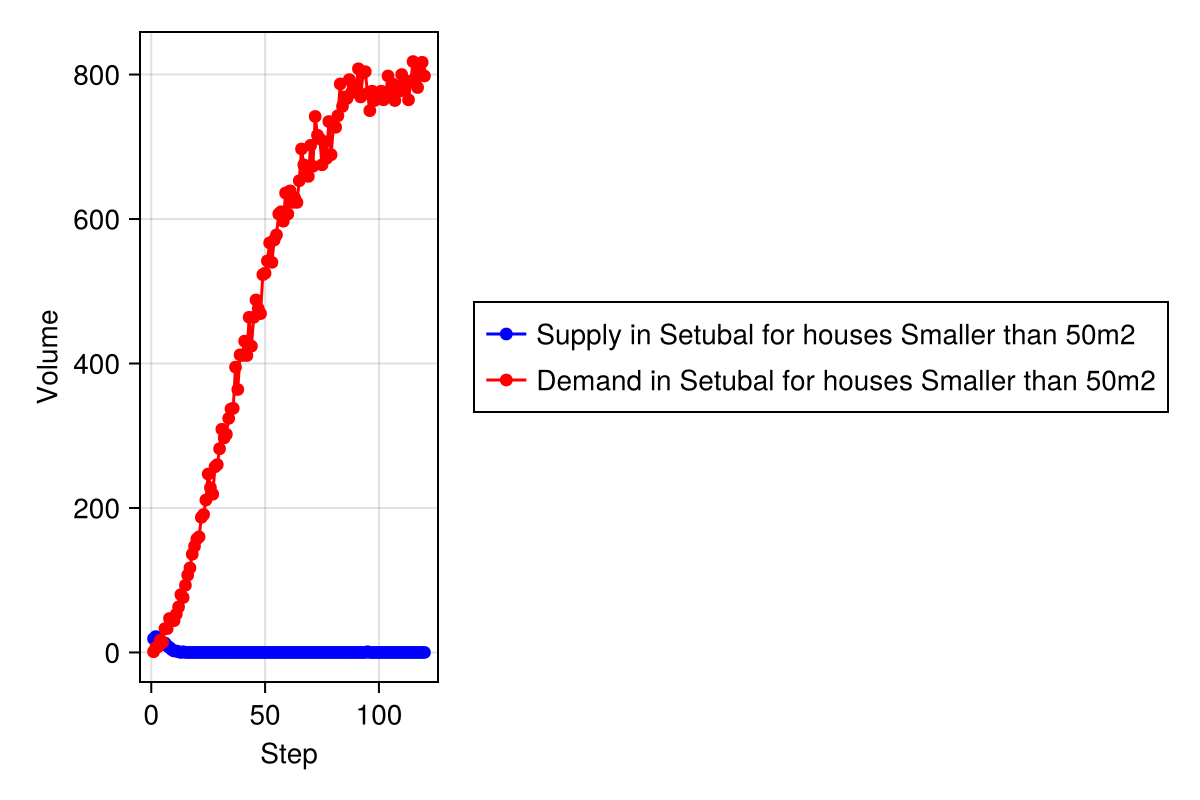 800
600
400
200
0
Volume
0 50 100
Step
Supply in Setubal for houses Smaller than 50m2
Demand in Setubal for houses Smaller than 50m2